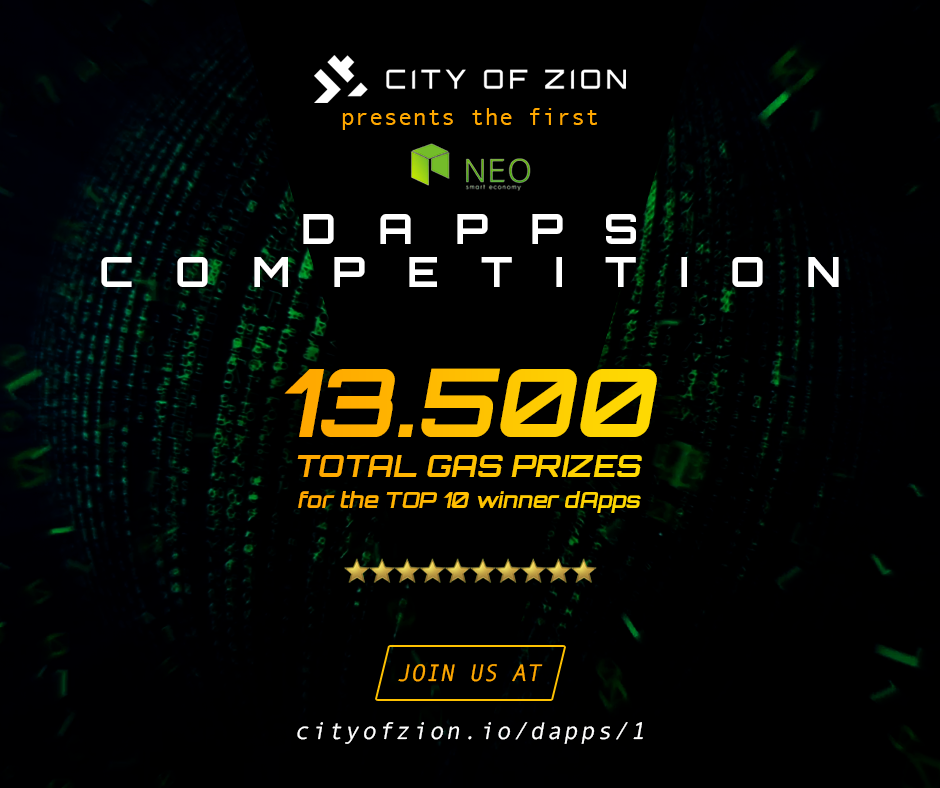 CITY OF ZION
presents the first
NEO
smart economy
DAPPS
COMPETITION
13.500
TOTAL GAS PRIZES
for the TOP 10 winner dApps
JOIN US AT
cityofzion.io/dapps/1